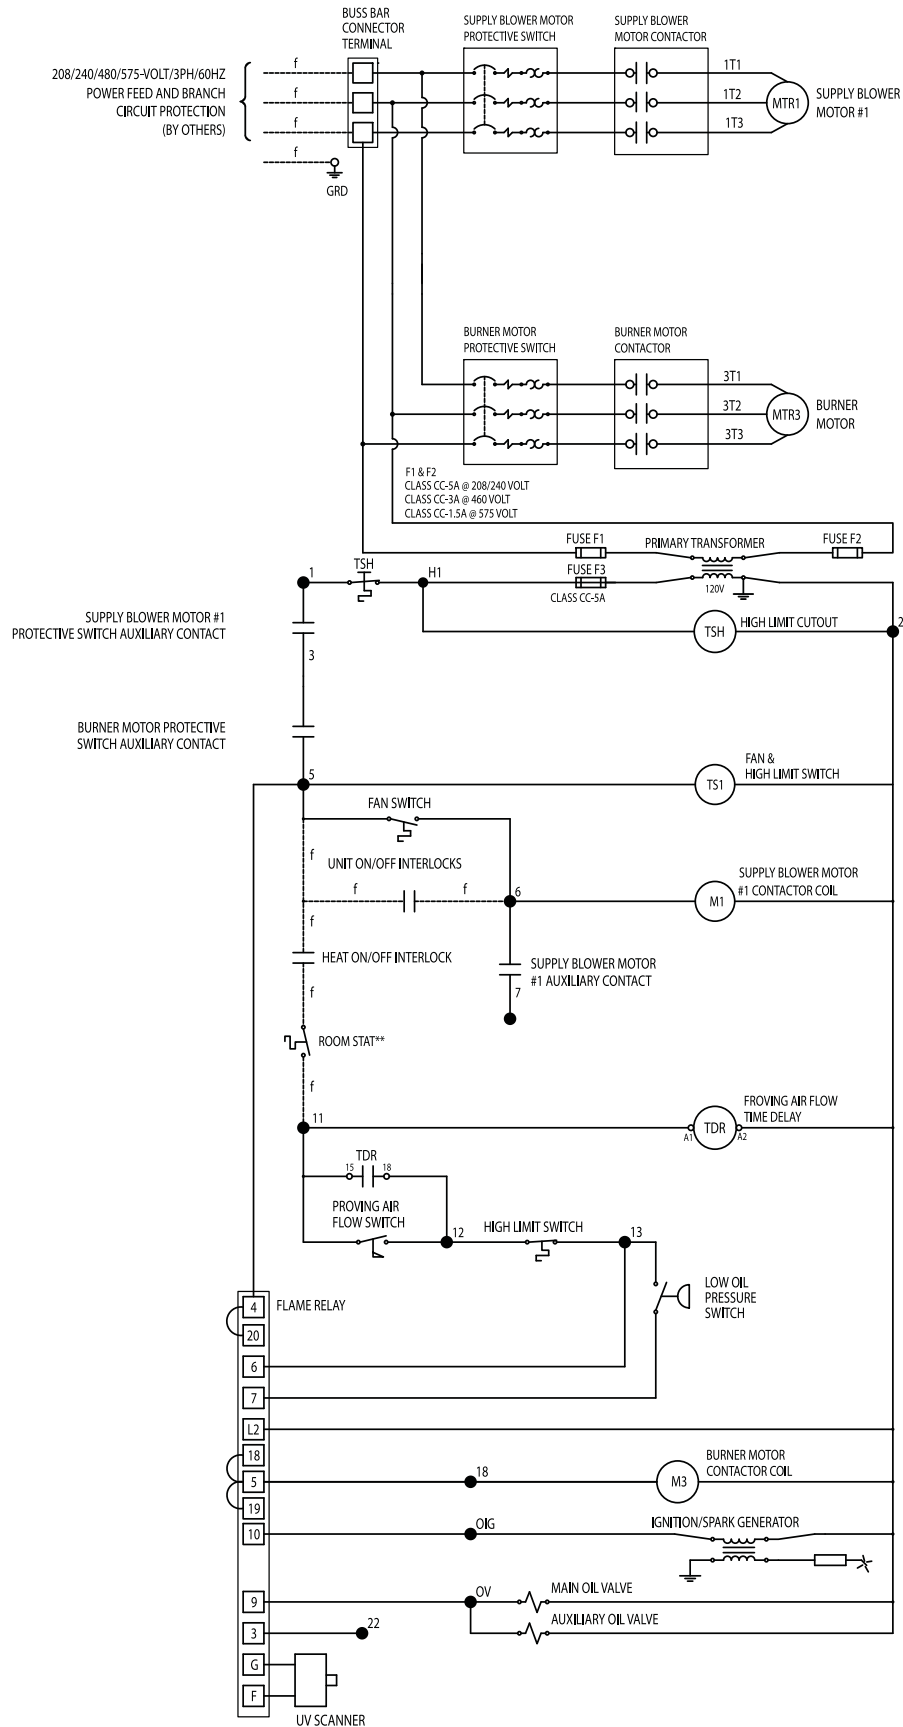 BUSS BAR
CONNECTOR
TERMINAL
SUPPLY BLOWER MOTOR
PROTECTIVE SWITCH
SUPPLY BLOWER
MOTOR CONTACTOR
208/240/480/575-VOLT/3PH/60HZ
POWER FEED AND BRANCH
CIRCUIT PROTECTION
(BY OTHERS)
f
f
f
f
GRD
1T1
1T2
1T3
MTR1
SUPPLY BLOWER
MOTOR #1
BURNER MOTOR
PROTECTIVE SWITCH
BURNER MOTOR
CONTACTOR
3T1
3T2
3T3
MTR3
BURNER
MOTOR
F1 & F2
CLASS CC-5A @ 208/240 VOLT
CLASS CC-3A @ 460 VOLT
CLASS CC-1.5A @ 575 VOLT
FUSE F1
PRIMARY TRANSFORMER
FUSE F2
1
TSH
H1
FUSE F3
CLASS CC-5A
120V
SUPPLY BLOWER MOTOR #1
PROTECTIVE SWITCH AUXILIARY CONTACT
3
TSH
HIGH LIMIT CUTOUT
2
BURNER MOTOR PROTECTIVE
SWITCH AUXILIARY CONTACT
5
TS1
FAN &
HIGH LIMIT SWITCH
FAN SWITCH
f
UNIT ON/OFF INTERLOCKS
f
f
6
M1
SUPPLY BLOWER MOTOR
#1 CONTACTOR COIL
f
HEAT ON/OFF INTERLOCK
SUPPLY BLOWER MOTOR
#1 AUXILIARY CONTACT
7
f
ROOM STAT**
f
11
A1
TDR
A2
FROVING AIR FLOW
TIME DELAY
TDR
15
18
PROVING AIR
FLOW SWITCH
12
HIGH LIMIT SWITCH
13
LOW OIL
PRESSURE
SWITCH
4
FLAME RELAY
20
6
7
L2
18
5
18
M3
BURNER MOTOR
CONTACTOR COIL
19
10
OIG
IGNITION/SPARK GENERATOR
9
OV
MAIN OIL VALVE
AUXILIARY OIL VALVE
3
22
G
F
UV SCANNER